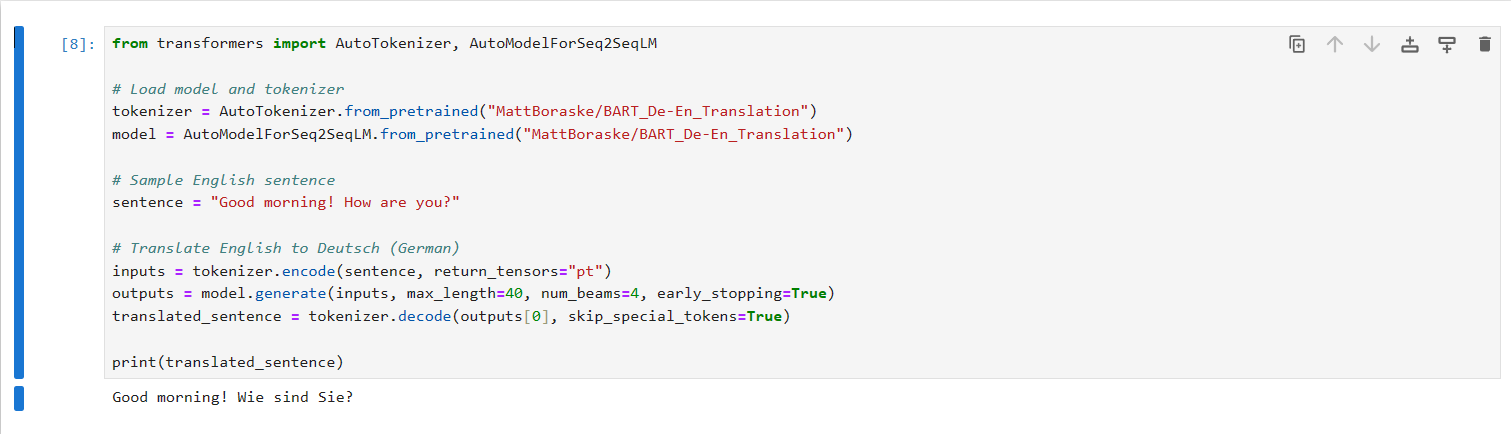 [8]: from transformers import AutoTokenizer, AutoModelForSeq2SeqLM
# Load model and tokenizer
tokenizer = AutoTokenizer.from_pretrained("MattBoraske/BART_De-En_Translation")
model = AutoModelForSeq2SeqLM.from_pretrained("MattBoraske/BART_De-En_Translation")
# Sample English sentence
sentence = "Good morning! How are you?"
# Translate English to Deutsch (German)
inputs = tokenizer.encode(sentence, return_tensors="pt")
outputs = model.generate(inputs, max_length=40, num_beams=4, early_stopping=True)
translated_sentence = tokenizer.decode(outputs[0], skip_special_tokens=True)
print(translated_sentence)
Good morning! Wie sind Sie?